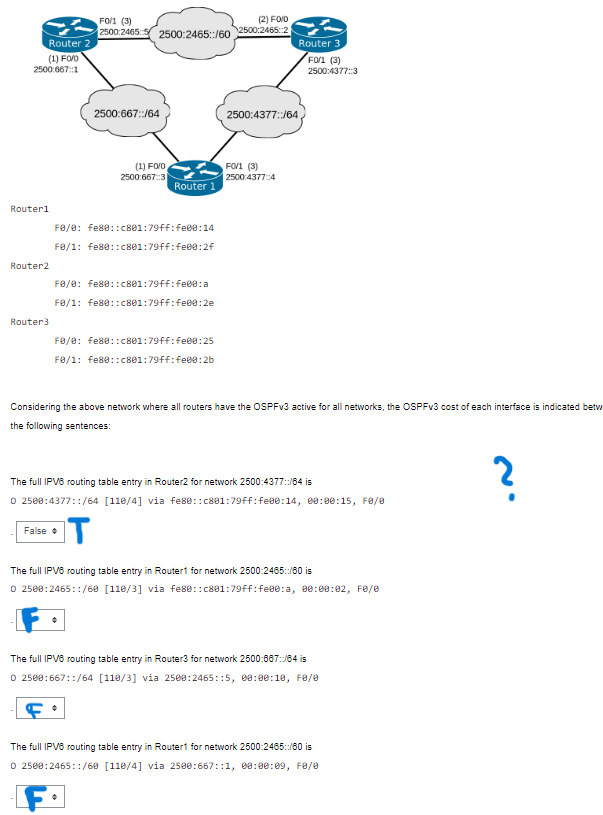 F0/1 (3)
2500:2465::5
2500:2465::/60
(2) F0/0
2500:2465::2
Router 2
Router 3
(1) F0/0
2500:667::1
F0/1 (3)
2500:4377::3
2500:667::/64
2500:4377::/64
(1) F0/0
2500:667::3
F0/1 (3)
2500:4377::4
Router 1
Router1
F0/0: fe80::c801:79ff:fe00:14
F0/1: fe80::c801:79ff:fe00:2f
Router2
F0/0: fe80::c801:79ff:fe00:a
F0/1: fe80::c801:79ff:fe00:2e
Router3
F0/0: fe80::c801:79ff:fe00:25
F0/1: fe80::c801:79ff:fe00:2b
Considering the above network where all routers have the OSPFv3 active for all networks, the OSPFv3 cost of each interface is indicated betw
the following sentences:
?
The full IPV6 routing table entry in Router2 for network 2500:4377::/64 is
O 2500:4377::/64 [110/4] via fe80::c801:79ff:fe00:14, 00:00:15, F0/0
. False T
The full IPV6 routing table entry in Router1 for network 2500:2465::/60 is
O 2500:2465::/60 [110/3] via fe80::c801:79ff:fe00:a, 00:00:02, F0/0
. F
The full IPV6 routing table entry in Router3 for network 2500:667::/64 is
O 2500:667::/64 [110/3] via 2500:2465::5, 00:00:10, F0/0
. F
The full IPV6 routing table entry in Router1 for network 2500:2465::/60 is
O 2500:2465::/60 [110/4] via 2500:667::1, 00:00:09, F0/0
. F